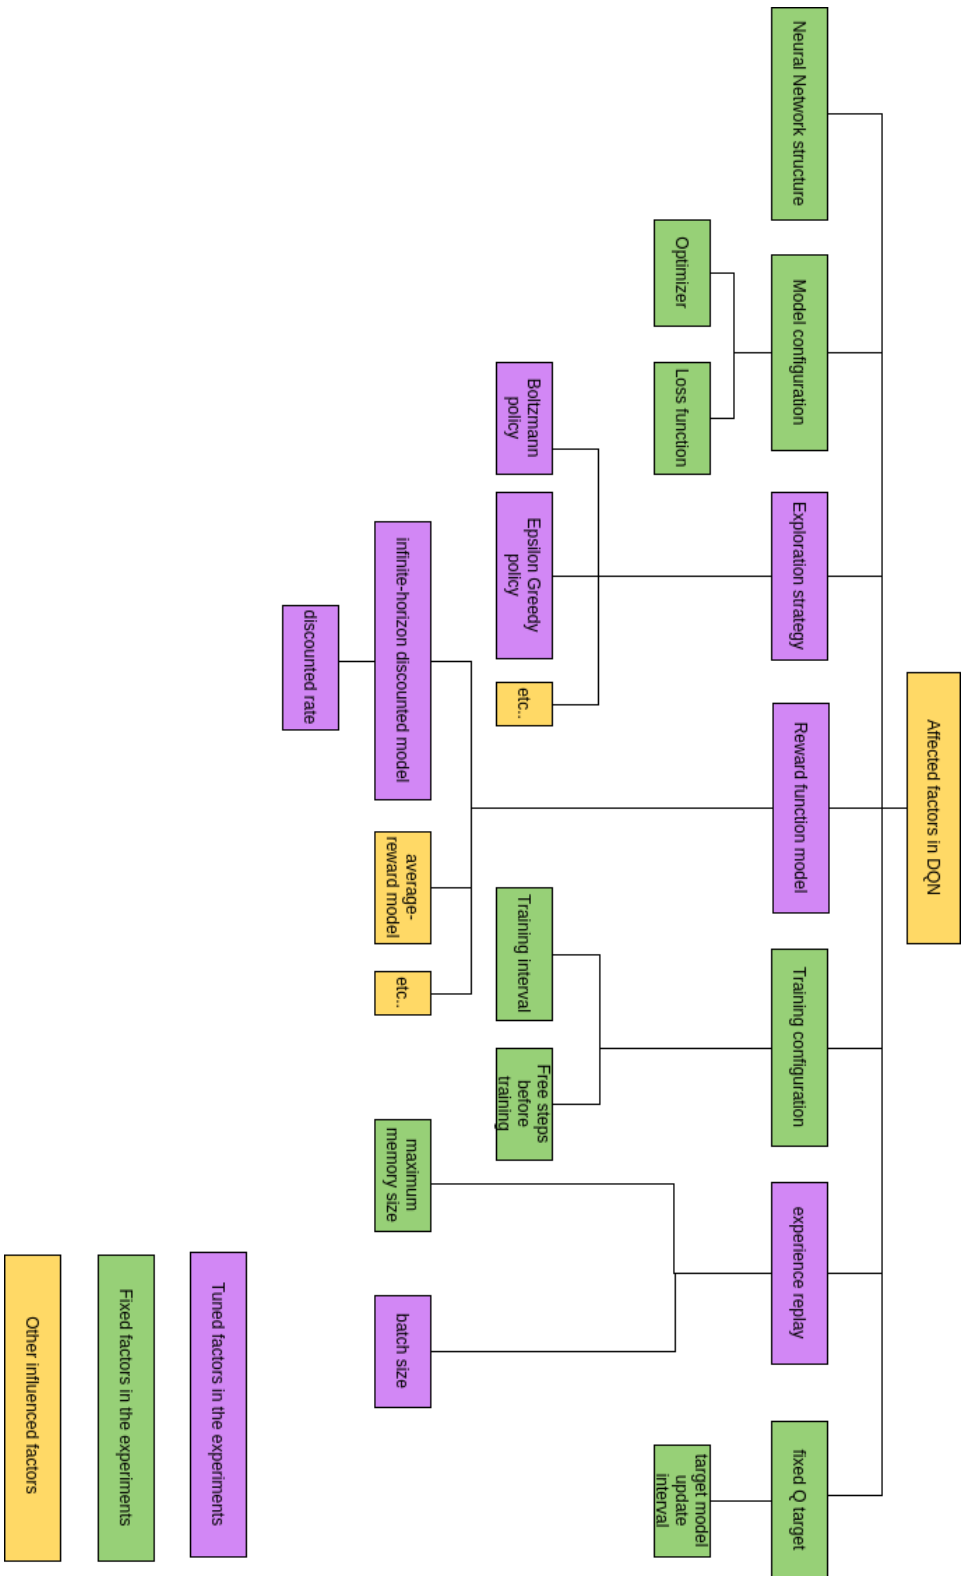 Affected factors in DQN
Neural Network structure
Model configuration
Exploration strategy
Reward function model
Training configuration
experience replay
fixed Q target
Optimizer
Loss function
target model
update
interval
Boltzmann
policy
Epsilon Greedy
policy
etc..
Training interval
Free steps
before
training
infinite-horizon discounted model
average-
reward model
etc..
maximum
memory size
batch size
discounted rate
Tuned factors in the experiments
Fixed factors in the experiments
Other influenced factors